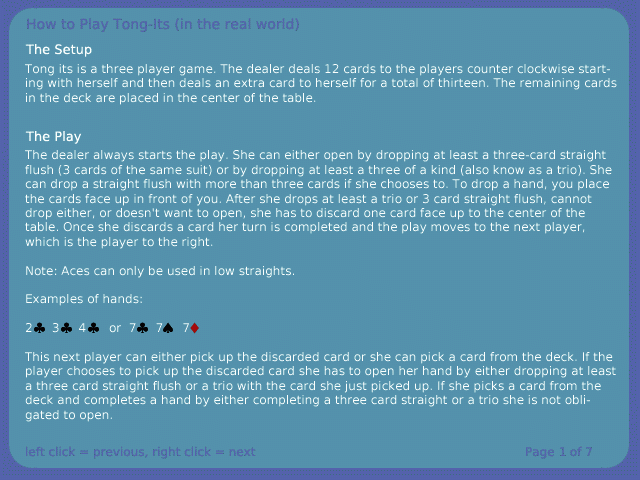 How to Play Tong-Its (in the real world)
The Setup
Tong its is a three player game. The dealer deals 12 cards to the players counter clockwise start-
ing with herself and then deals an extra card to herself for a total of thirteen. The remaining cards
in the deck are placed in the center of the table.
The Play
The dealer always starts the play. She can either open by dropping at least a three-card straight
flush (3 cards of the same suit) or by dropping at least a three of a kind (also know as a trio). She
can drop a straight flush with more than three cards if she chooses to. To drop a hand, you place
the cards face up in front of you. After she drops at least a trio or 3 card straight flush, cannot
drop either, or doesn't want to open, she has to discard one card face up to the center of the
table. Once she discards a card her turn is completed and the play moves to the next player,
which is the player to the right.
Note: Aces can only be used in low straights.
Examples of hands:
2♣ 3♣ 4♣ or 7♣ 7♠ 7♦
This next player can either pick up the discarded card or she can pick a card from the deck. If the
player chooses to pick up the discarded card she has to open her hand by either dropping at least
a three card straight flush or a trio with the card she just picked up. If she picks a card from the
deck and completes a hand by either completing a three card straight or a trio she is not obli-
gated to open.
left click = previous, right click = next Page 1 of 7